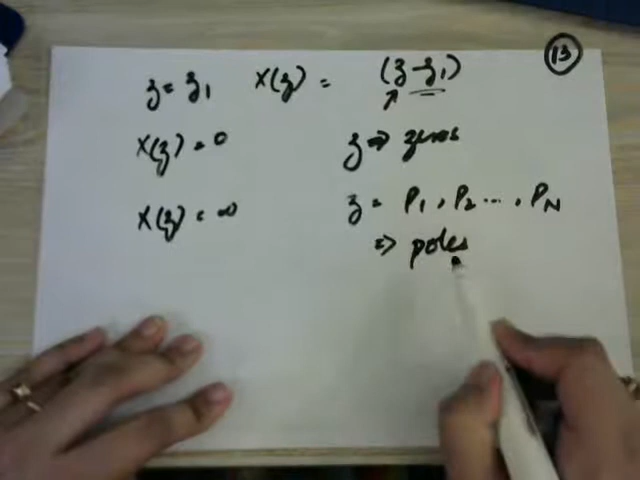 13
z = z1 X(z) = (z - z1)
X(z) = 0 z => zeros
X(z) = ∞ z = P1, P2 ..., PN
=> poles